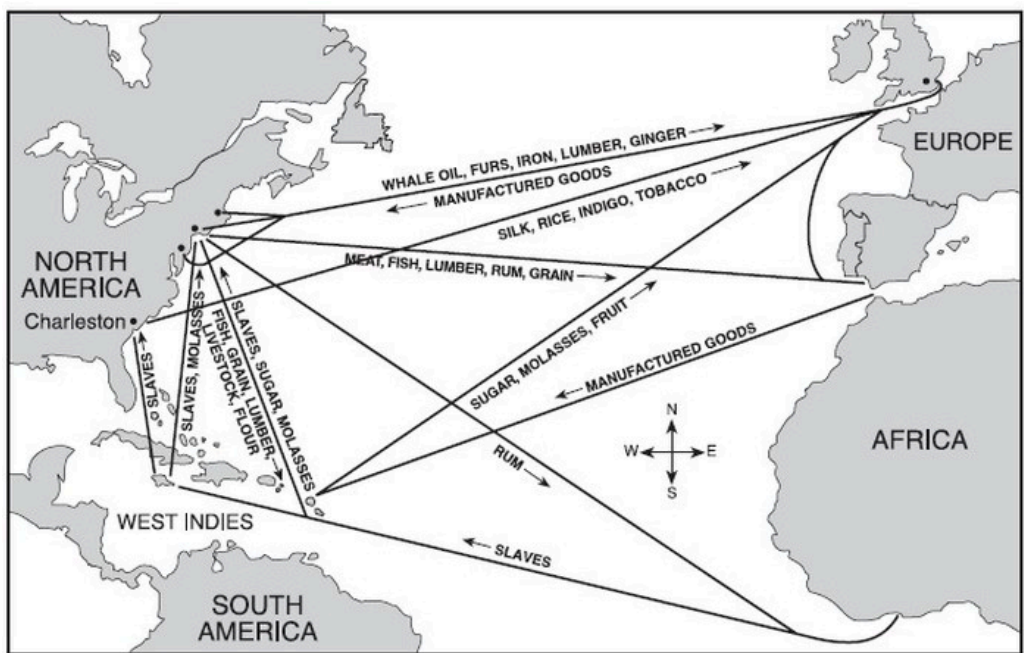 WHALE OIL, FURS, IRON, LUMBER, GINGER
MANUFACTURED GOODS
SILK, RICE, INDIGO, TOBACCO
EUROPE
MEAT, FISH, LUMBER, RUM, GRAIN
NORTH
AMERICA
Charleston
SLAVES
SLAVES, MOLASSES
FISH, GRAIN, LUMBER,
LIVESTOCK, FLOUR
SLAVES, SUGAR, MOLASSES
SUGAR, MOLASSES, FRUIT
MANUFACTURED GOODS
RUM
N
W
E
S
AFRICA
WEST INDIES
SLAVES
SOUTH
AMERICA